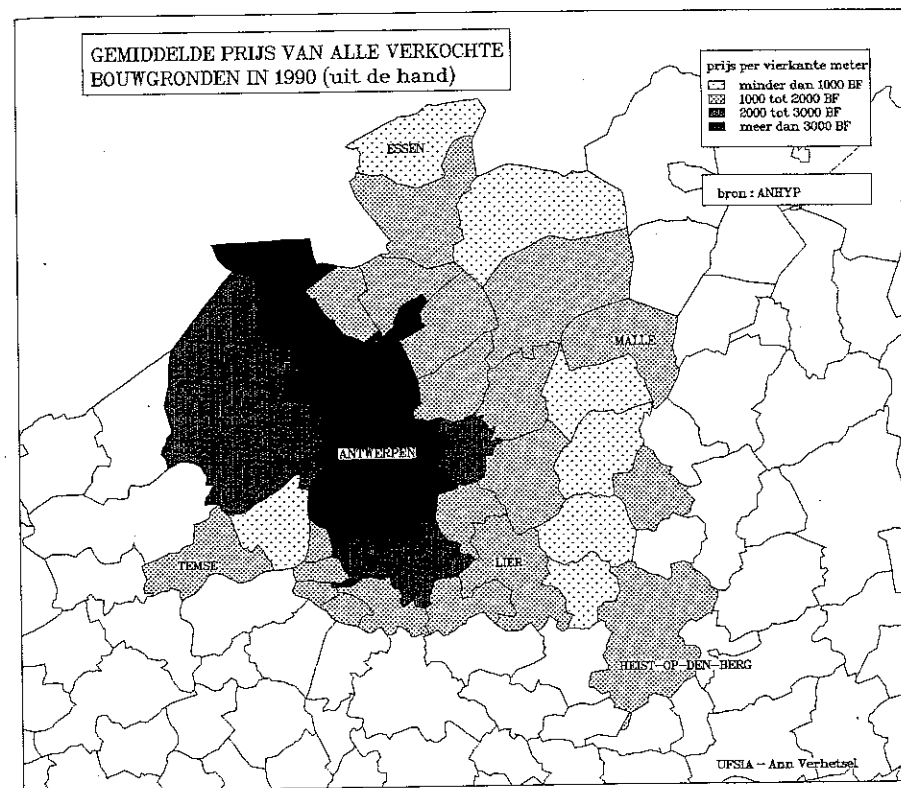 GEMIDDELDE PRIJS VAN ALLE VERKOCHTE
BOUWGRONDEN IN 1990 (uit de hand)
prijs per vierkante meter
minder dan 1000 BF
1000 tot 2000 BF
2000 tot 3000 BF
meer dan 3000 BF
bron : ANHYP
ESSEN
MALLE
ANTWERPEN
TEMSE
LIER
HEIST-OP-DEN-BERG
UFSIA - Ann Verhetsel